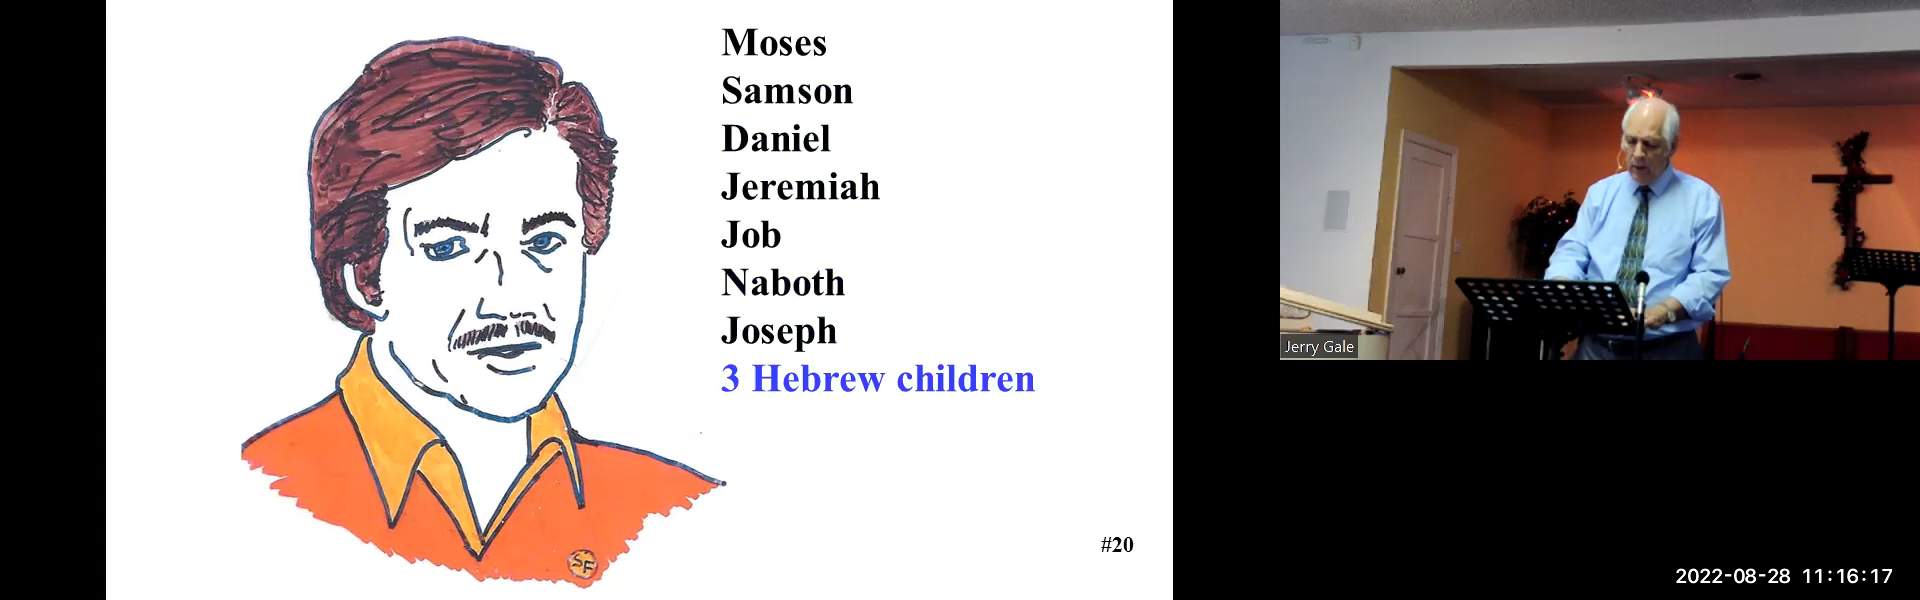 Moses
Samson
Daniel
Jeremiah
Job
Naboth
Joseph
3 Hebrew children
#20
SF
Jerry Gale
2022-08-28 11:16:17